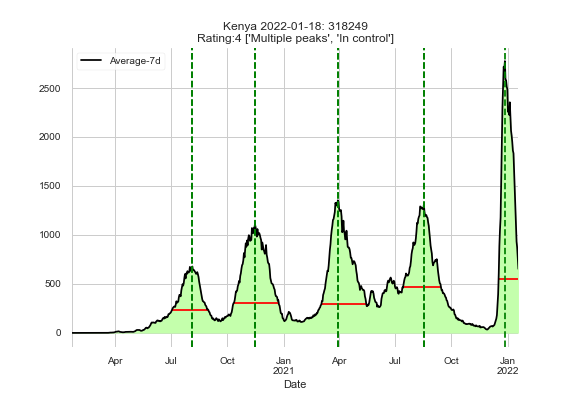 Kenya 2022-01-18: 318249
Rating:4 ['Multiple peaks', 'In control']
Average-7d
2500
2000
1500
1000
500
0
Apr Jul Oct Jan Apr Jul Oct Jan
2021 2022
Date